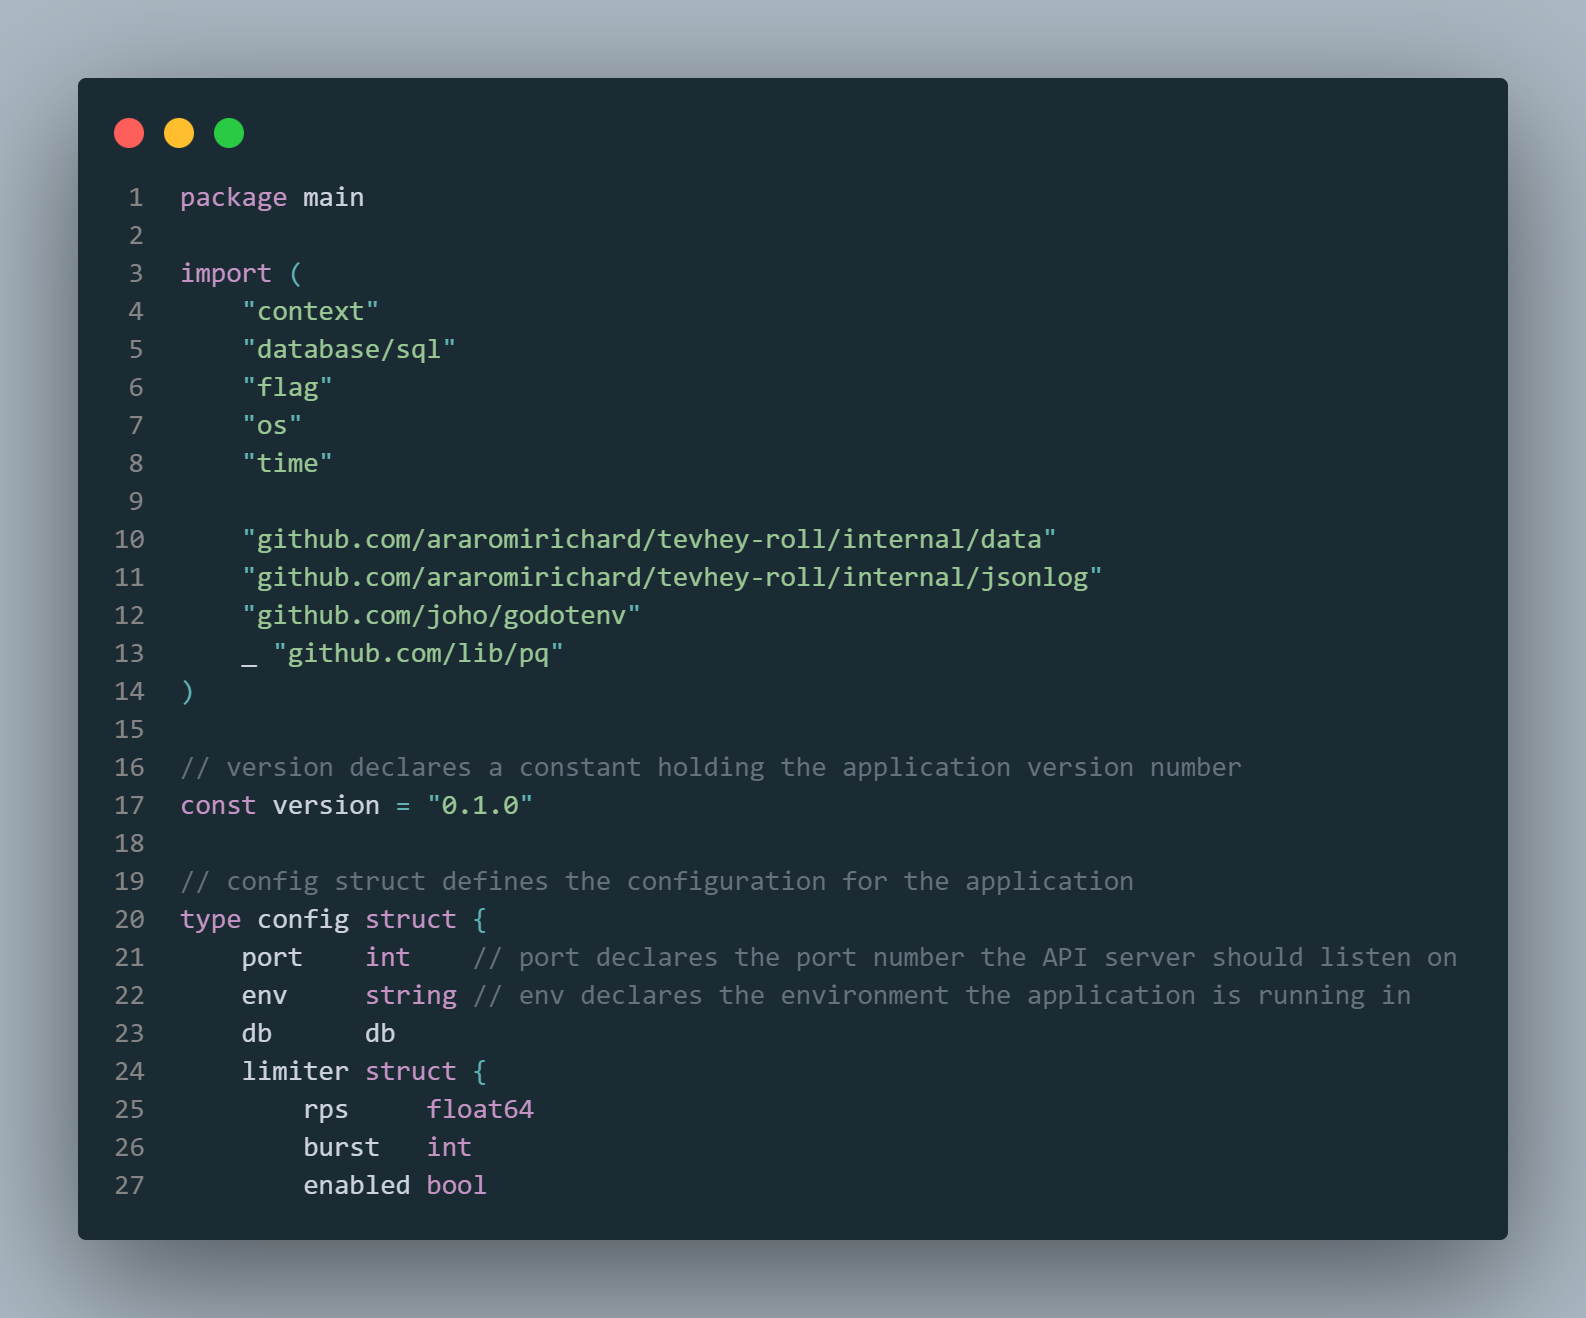 1 package main
2
3 import (
4     "context"
5     "database/sql"
6     "flag"
7     "os"
8     "time"
9
10     "github.com/araromirichard/tevhey-roll/internal/data"
11     "github.com/araromirichard/tevhey-roll/internal/jsonlog"
12     "github.com/joho/godotenv"
13     _ "github.com/lib/pq"
14 )
15
16 // version declares a constant holding the application version number
17 const version = "0.1.0"
18
19 // config struct defines the configuration for the application
20 type config struct {
21     port    int    // port declares the port number the API server should listen on
22     env     string // env declares the environment the application is running in
23     db      db
24     limiter struct {
25         rps     float64
26         burst   int
27         enabled bool